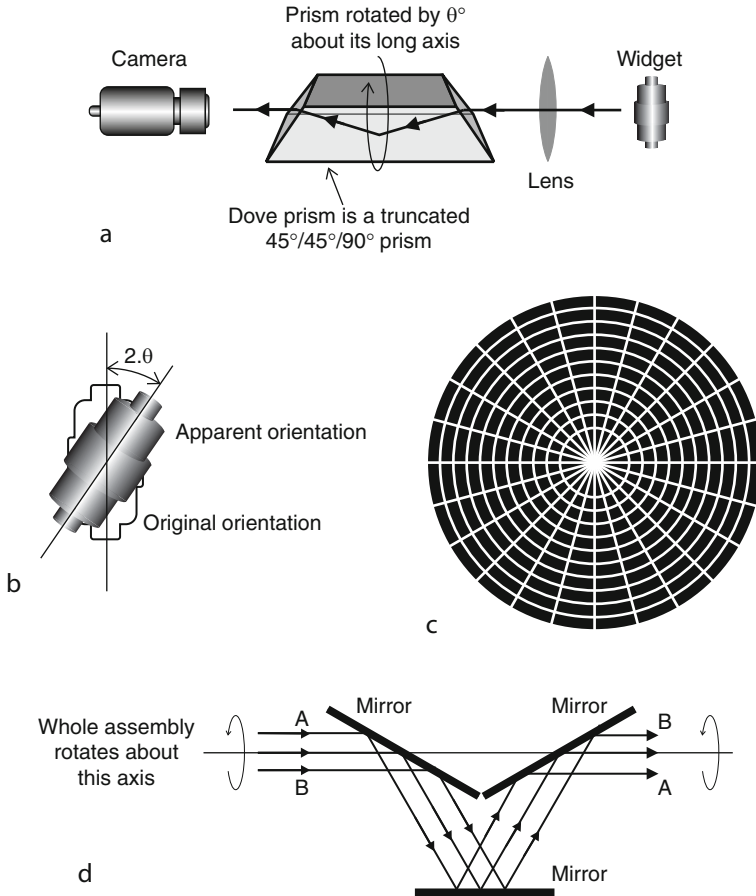 Prism rotated by θ°
about its long axis
Camera
Widget
Lens
Dove prism is a truncated
45°/45°/90° prism
a
2.θ
Apparent orientation
Original orientation
b
c
Mirror
Mirror
Whole assembly
rotates about
this axis
A
B
B
A
Mirror
d